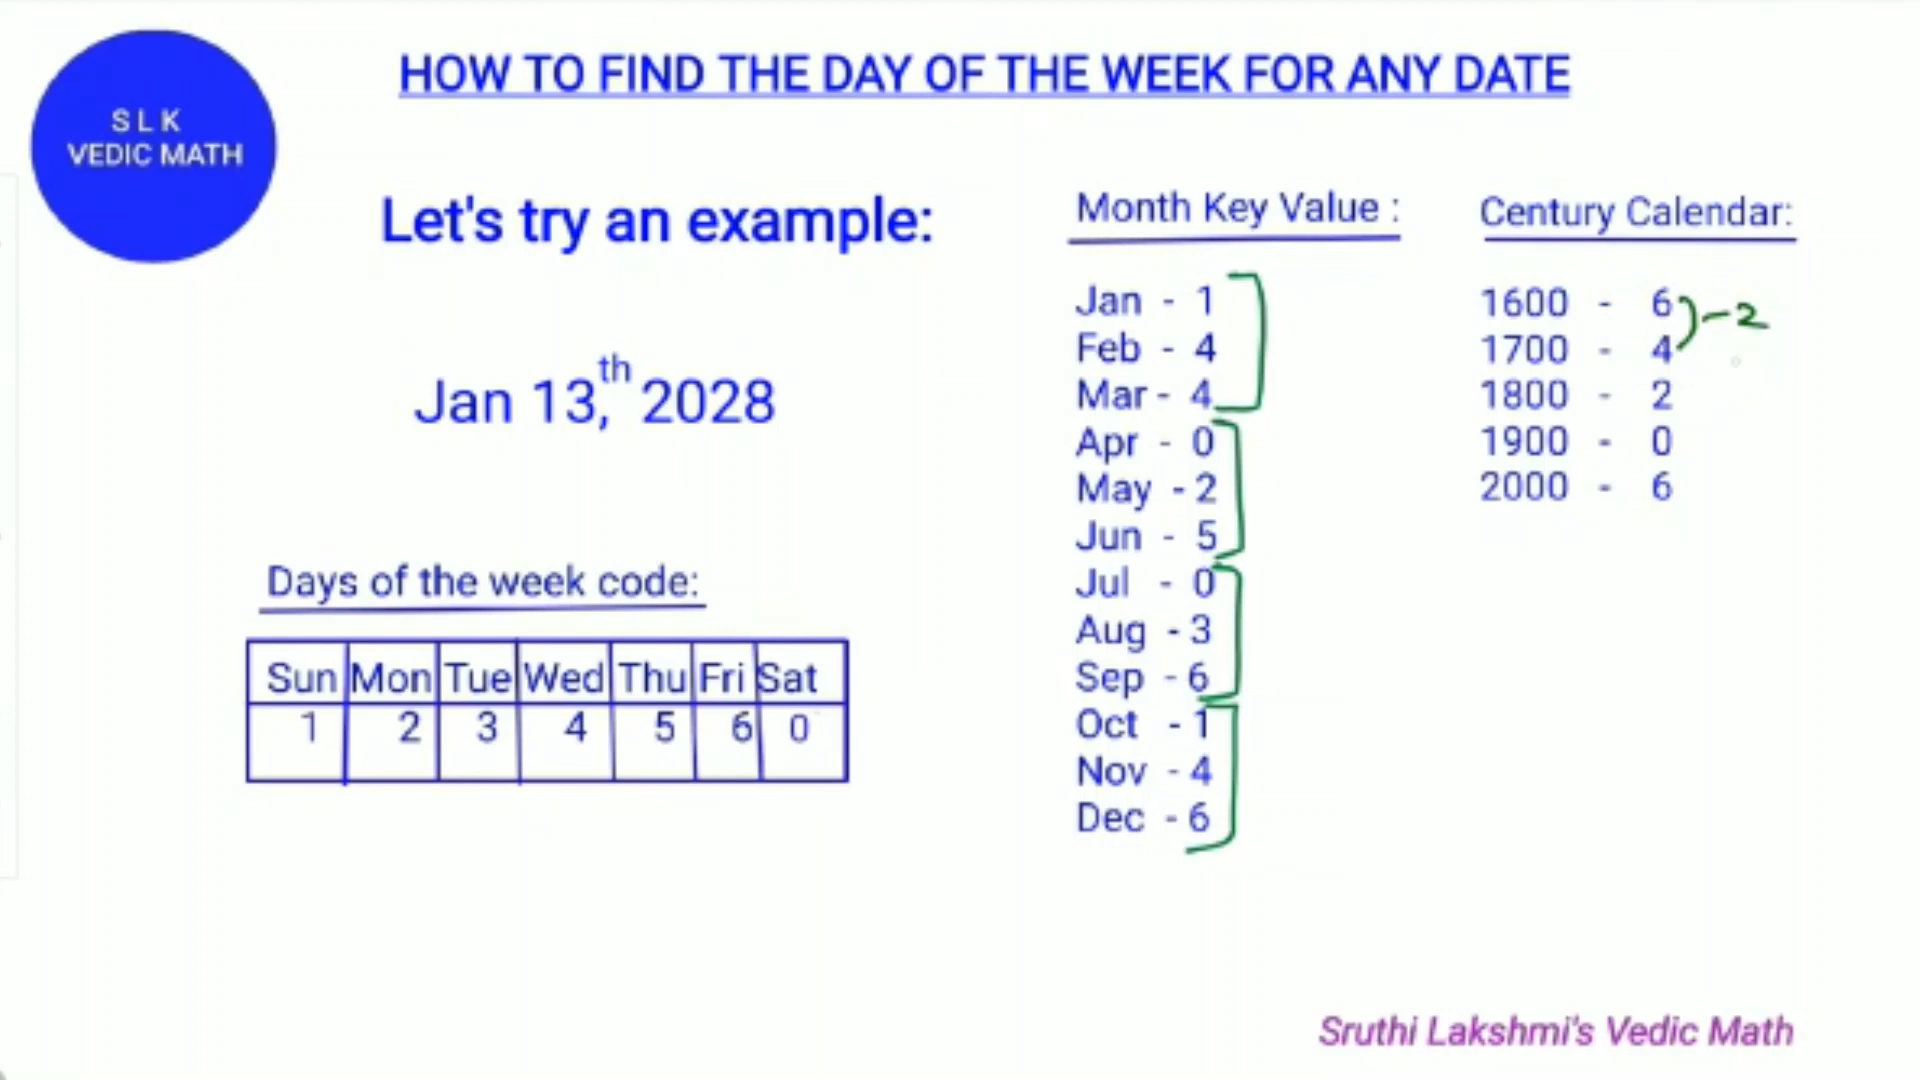 HOW TO FIND THE DAY OF THE WEEK FOR ANY DATE
S L K
VEDIC MATH
Let's try an example:
Jan 13,th 2028
Days of the week code:
Sun Mon Tue Wed Thu Fri Sat
1 2 3 4 5 6 0
Month Key Value :
Jan - 1
Feb - 4
Mar - 4
Apr - 0
May - 2
Jun - 5
Jul - 0
Aug - 3
Sep - 6
Oct - 1
Nov - 4
Dec - 6
Century Calendar:
1600 - 6
-2
1700 - 4
1800 - 2
1900 - 0
2000 - 6
Sruthi Lakshmi's Vedic Math